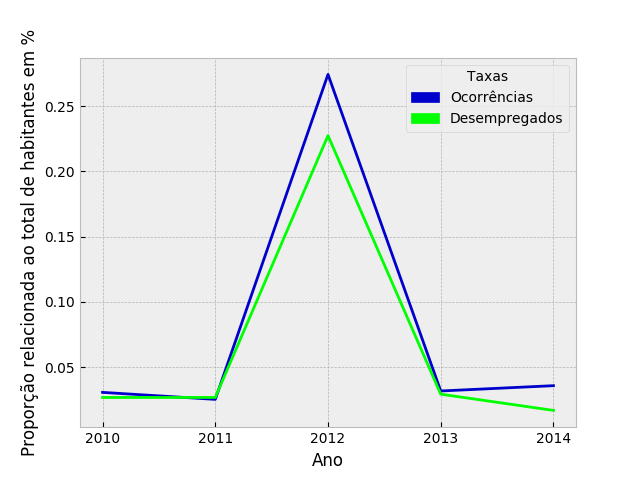 Proporção relacionada ao total de habitantes em %
0.25
0.20
0.15
0.10
0.05
Taxas
Ocorrências
Desempregados
2010 2011 2012 2013 2014
Ano